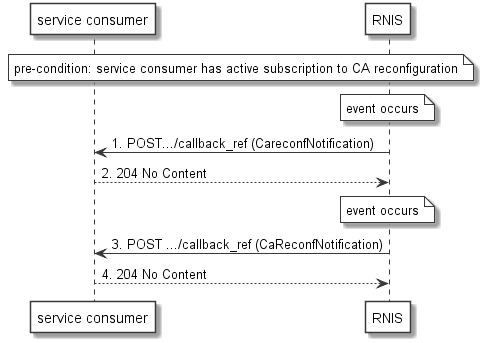 service consumer
RNIS
pre-condition: service consumer has active subscription to CA reconfiguration
event occurs
1. POST.../callback_ref (CareconfNotification)
2. 204 No Content
event occurs
3. POST .../callback_ref (CaReconfNotification)
4. 204 No Content
service consumer
RNIS